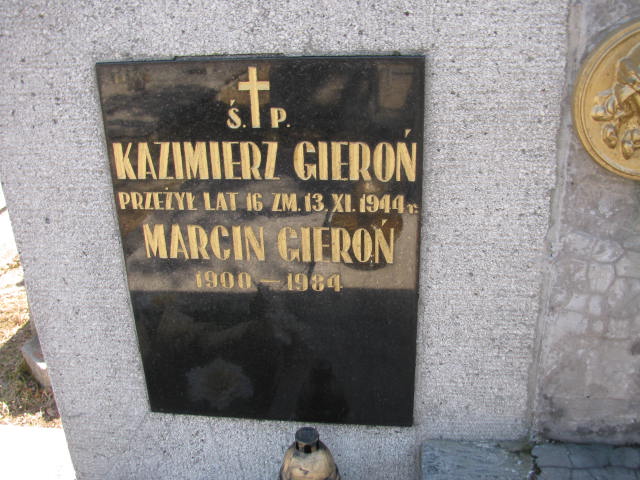 Ś. P.
KAZIMIERZ GIEROŃ
PRZEŻYŁ LAT 16 ZM. 13. XI. 1944 r.
MARCIN GIEROŃ
1900 - 1984